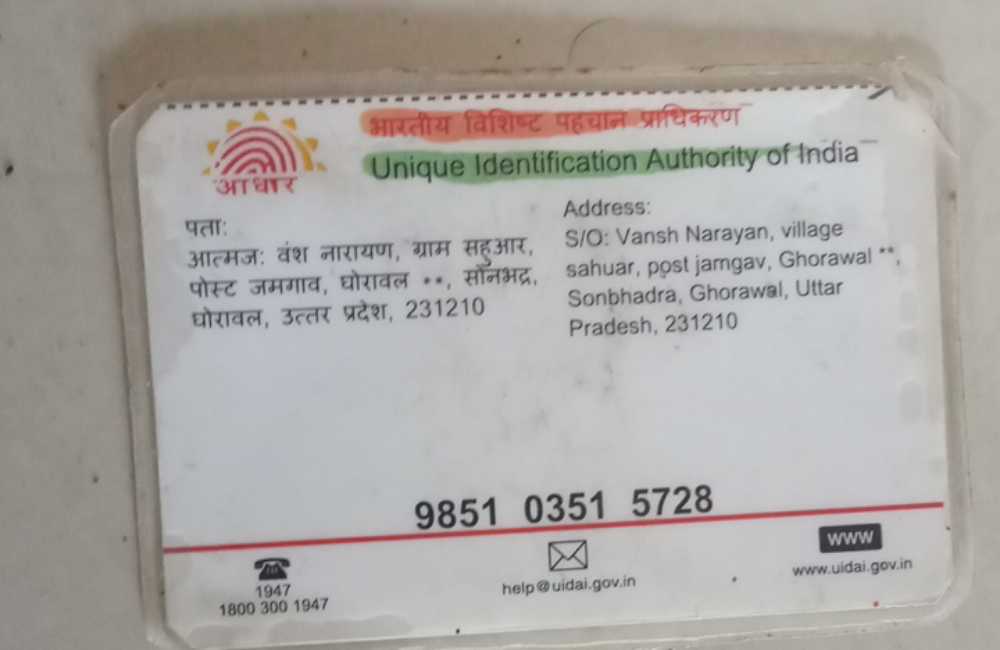 भारतीय विशिष्ट पहचान प्राधिकरण
Unique Identification Authority of India
आधार
पता:
आत्मज: वंश नारायण, ग्राम सहुआर,
पोस्ट जमगाव, घोरावल **, सोनभद्र,
घोरावल, उत्तर प्रदेश, 231210
Address:
S/O: Vansh Narayan, village
sahuar, post jamgav, Ghorawal **,
Sonbhadra, Ghorawal, Uttar
Pradesh, 231210
9851 0351 5728
1947
1800 300 1947
help@uidai.gov.in
WWW
www.uidai.gov.in